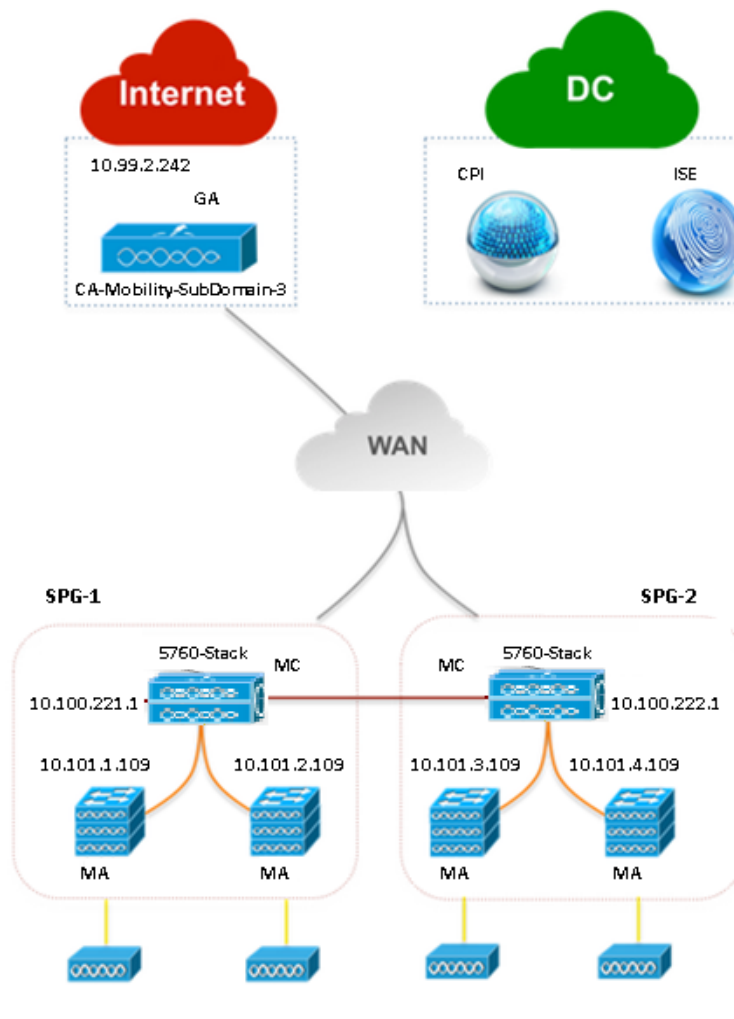 Internet
DC
10.99.2.242
GA
CPI
ISE
CA-Mobility-SubDomain-3
WAN
SPG-1
SPG-2
5760-Stack
MC
MC
5760-Stack
10.100.221.1
10.100.222.1
10.101.1.109
10.101.2.109
10.101.3.109
10.101.4.109
MA
MA
MA
MA